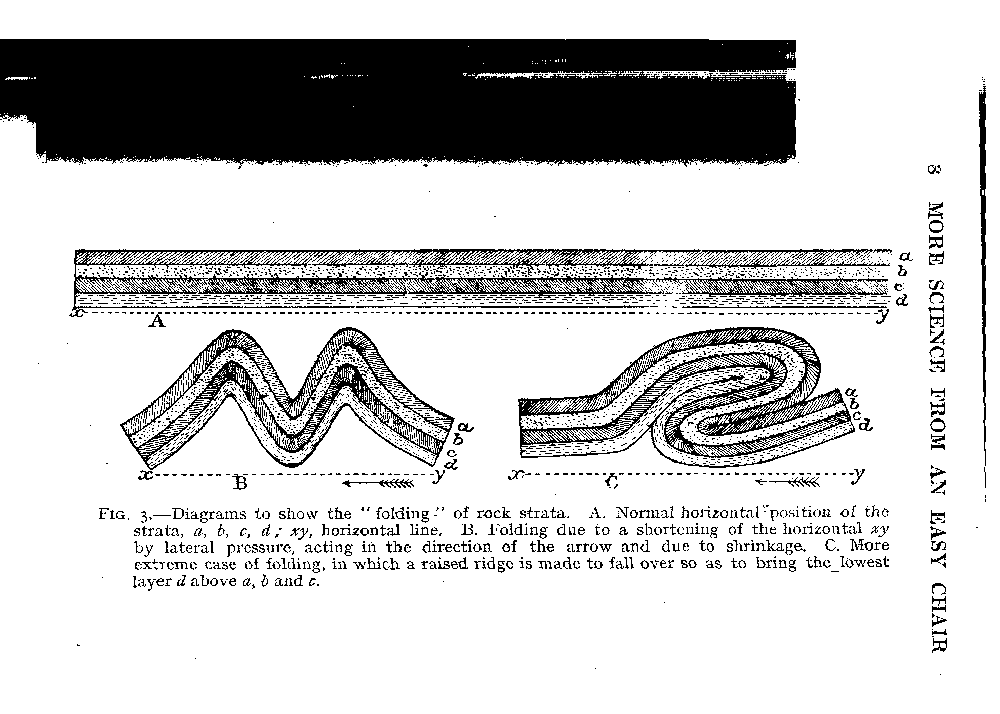 8 MORE SCIENCE FROM AN EASY CHAIR
a
b
c
d
x A y
a
b
c
d
x B y
a
b
c
d
x C y
FIG. 3.—Diagrams to show the "folding" of rock strata. A. Normal horizontal position of the
strata, a, b, c, d; xy, horizontal line. B. Folding due to a shortening of the horizontal xy
by lateral pressure, acting in the direction of the arrow and due to shrinkage. C. More
extreme case of folding, in which a raised ridge is made to fall over so as to bring the lowest
layer d above a, b and c.